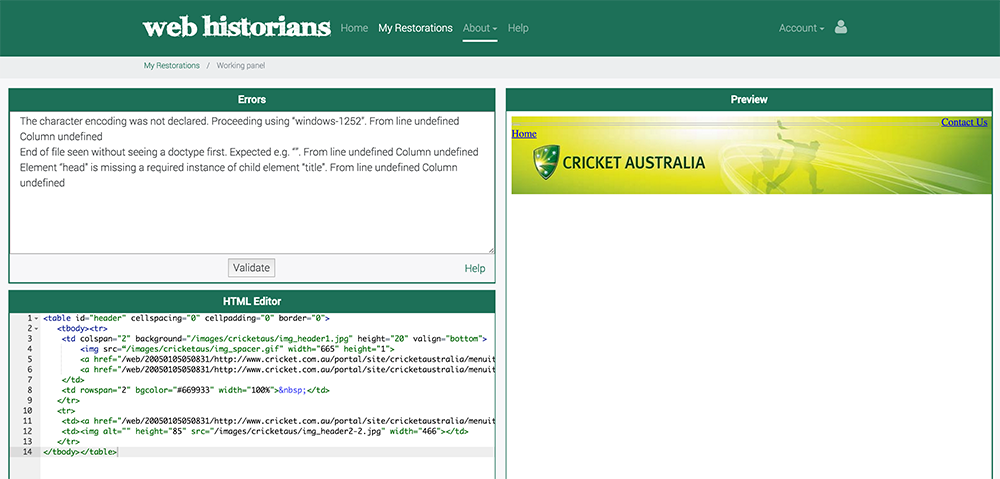 web historians
Home
My Restorations
About
Help
Account
My Restorations / Working panel
Errors
The character encoding was not declared. Proceeding using “windows-1252”. From line undefined
Column undefined
End of file seen without seeing a doctype first. Expected e.g. “”. From line undefined Column undefined
Element “head” is missing a required instance of child element “title”. From line undefined Column
undefined
Validate
Help
HTML Editor
1 <table id="header" cellspacing="0" cellpadding="0" border="0">
2 <tbody><tr>
3 <td colspan="2" background="/images/cricketaus/img_header1.jpg" height="20" valign="bottom">
4 <img src="/images/cricketaus/img_spacer.gif" width="665" height="1">
5 <a href="/web/20050105050831/http://www.cricket.com.au/portal/site/cricketaustralia/menuit
6 <a href="/web/20050105050831/http://www.cricket.com.au/portal/site/cricketaustralia/menuit
7 </td>
8 <td rowspan="2" bgcolor="#669933" width="100%">&nbsp;</td>
9 </tr>
10 <tr>
11 <td><a href="/web/20050105050831/http://www.cricket.com.au/portal/site/cricketaustralia/menuit
12 <td><img alt="" height="85" src="/images/cricketaus/img_header2-2.jpg" width="466"></td>
13 </tr>
14 </tbody></table>
Preview
Contact Us
Home
CRICKET AUSTRALIA